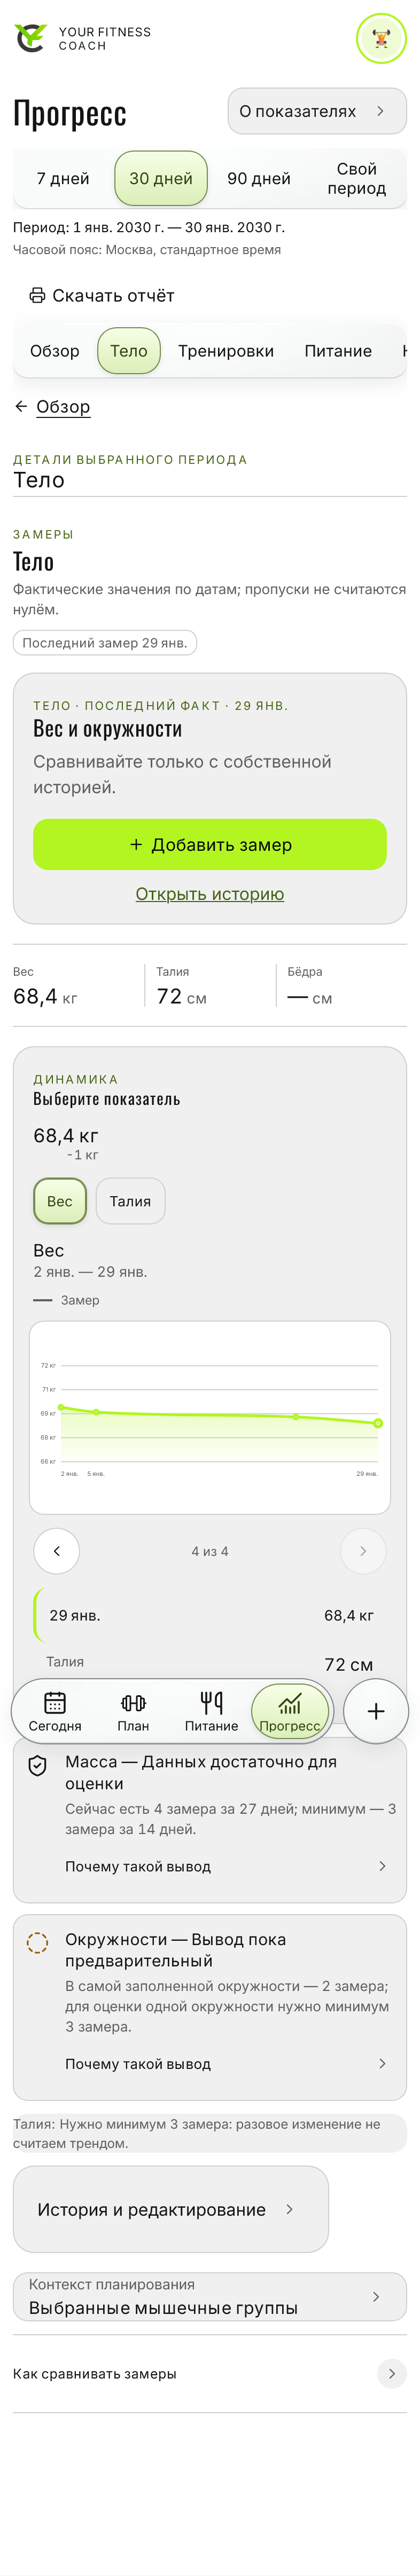 YOUR FITNESS
COACH
Прогресс
О показателях
7 дней
30 дней
90 дней
Свой
период
Период: 1 янв. 2030 г. — 30 янв. 2030 г.
Часовой пояс: Москва, стандартное время
Скачать отчёт
Обзор
Тело
Тренировки
Питание
Обзор
ДЕТАЛИ ВЫБРАННОГО ПЕРИОДА
Тело
ЗАМЕРЫ
Тело
Фактические значения по датам; пропуски не считаются
нулём.
Последний замер 29 янв.
ТЕЛО · ПОСЛЕДНИЙ ФАКТ · 29 ЯНВ.
Вес и окружности
Сравнивайте только с собственной
историей.
+ Добавить замер
Открыть историю
Вес
68,4 кг
Талия
72 см
Бёдра
— см
ДИНАМИКА
Выберите показатель
68,4 кг
-1 кг
Вес
Талия
Вес
2 янв. — 29 янв.
Замер
72 кг
71 кг
69 кг
68 кг
66 кг
2 янв.
5 янв.
29 янв.
4 из 4
29 янв.
68,4 кг
Талия
72 см
Сегодня
План
Питание
Прогресс
+
Масса — Данных достаточно для
оценки
Сейчас есть 4 замера за 27 дней; минимум — 3
замера за 14 дней.
Почему такой вывод
Окружности — Вывод пока
предварительный
В самой заполненной окружности — 2 замера;
для оценки одной окружности нужно минимум
3 замера.
Почему такой вывод
Талия: Нужно минимум 3 замера: разовое изменение не
считаем трендом.
История и редактирование
Контекст планирования
Выбранные мышечные группы
Как сравнивать замеры